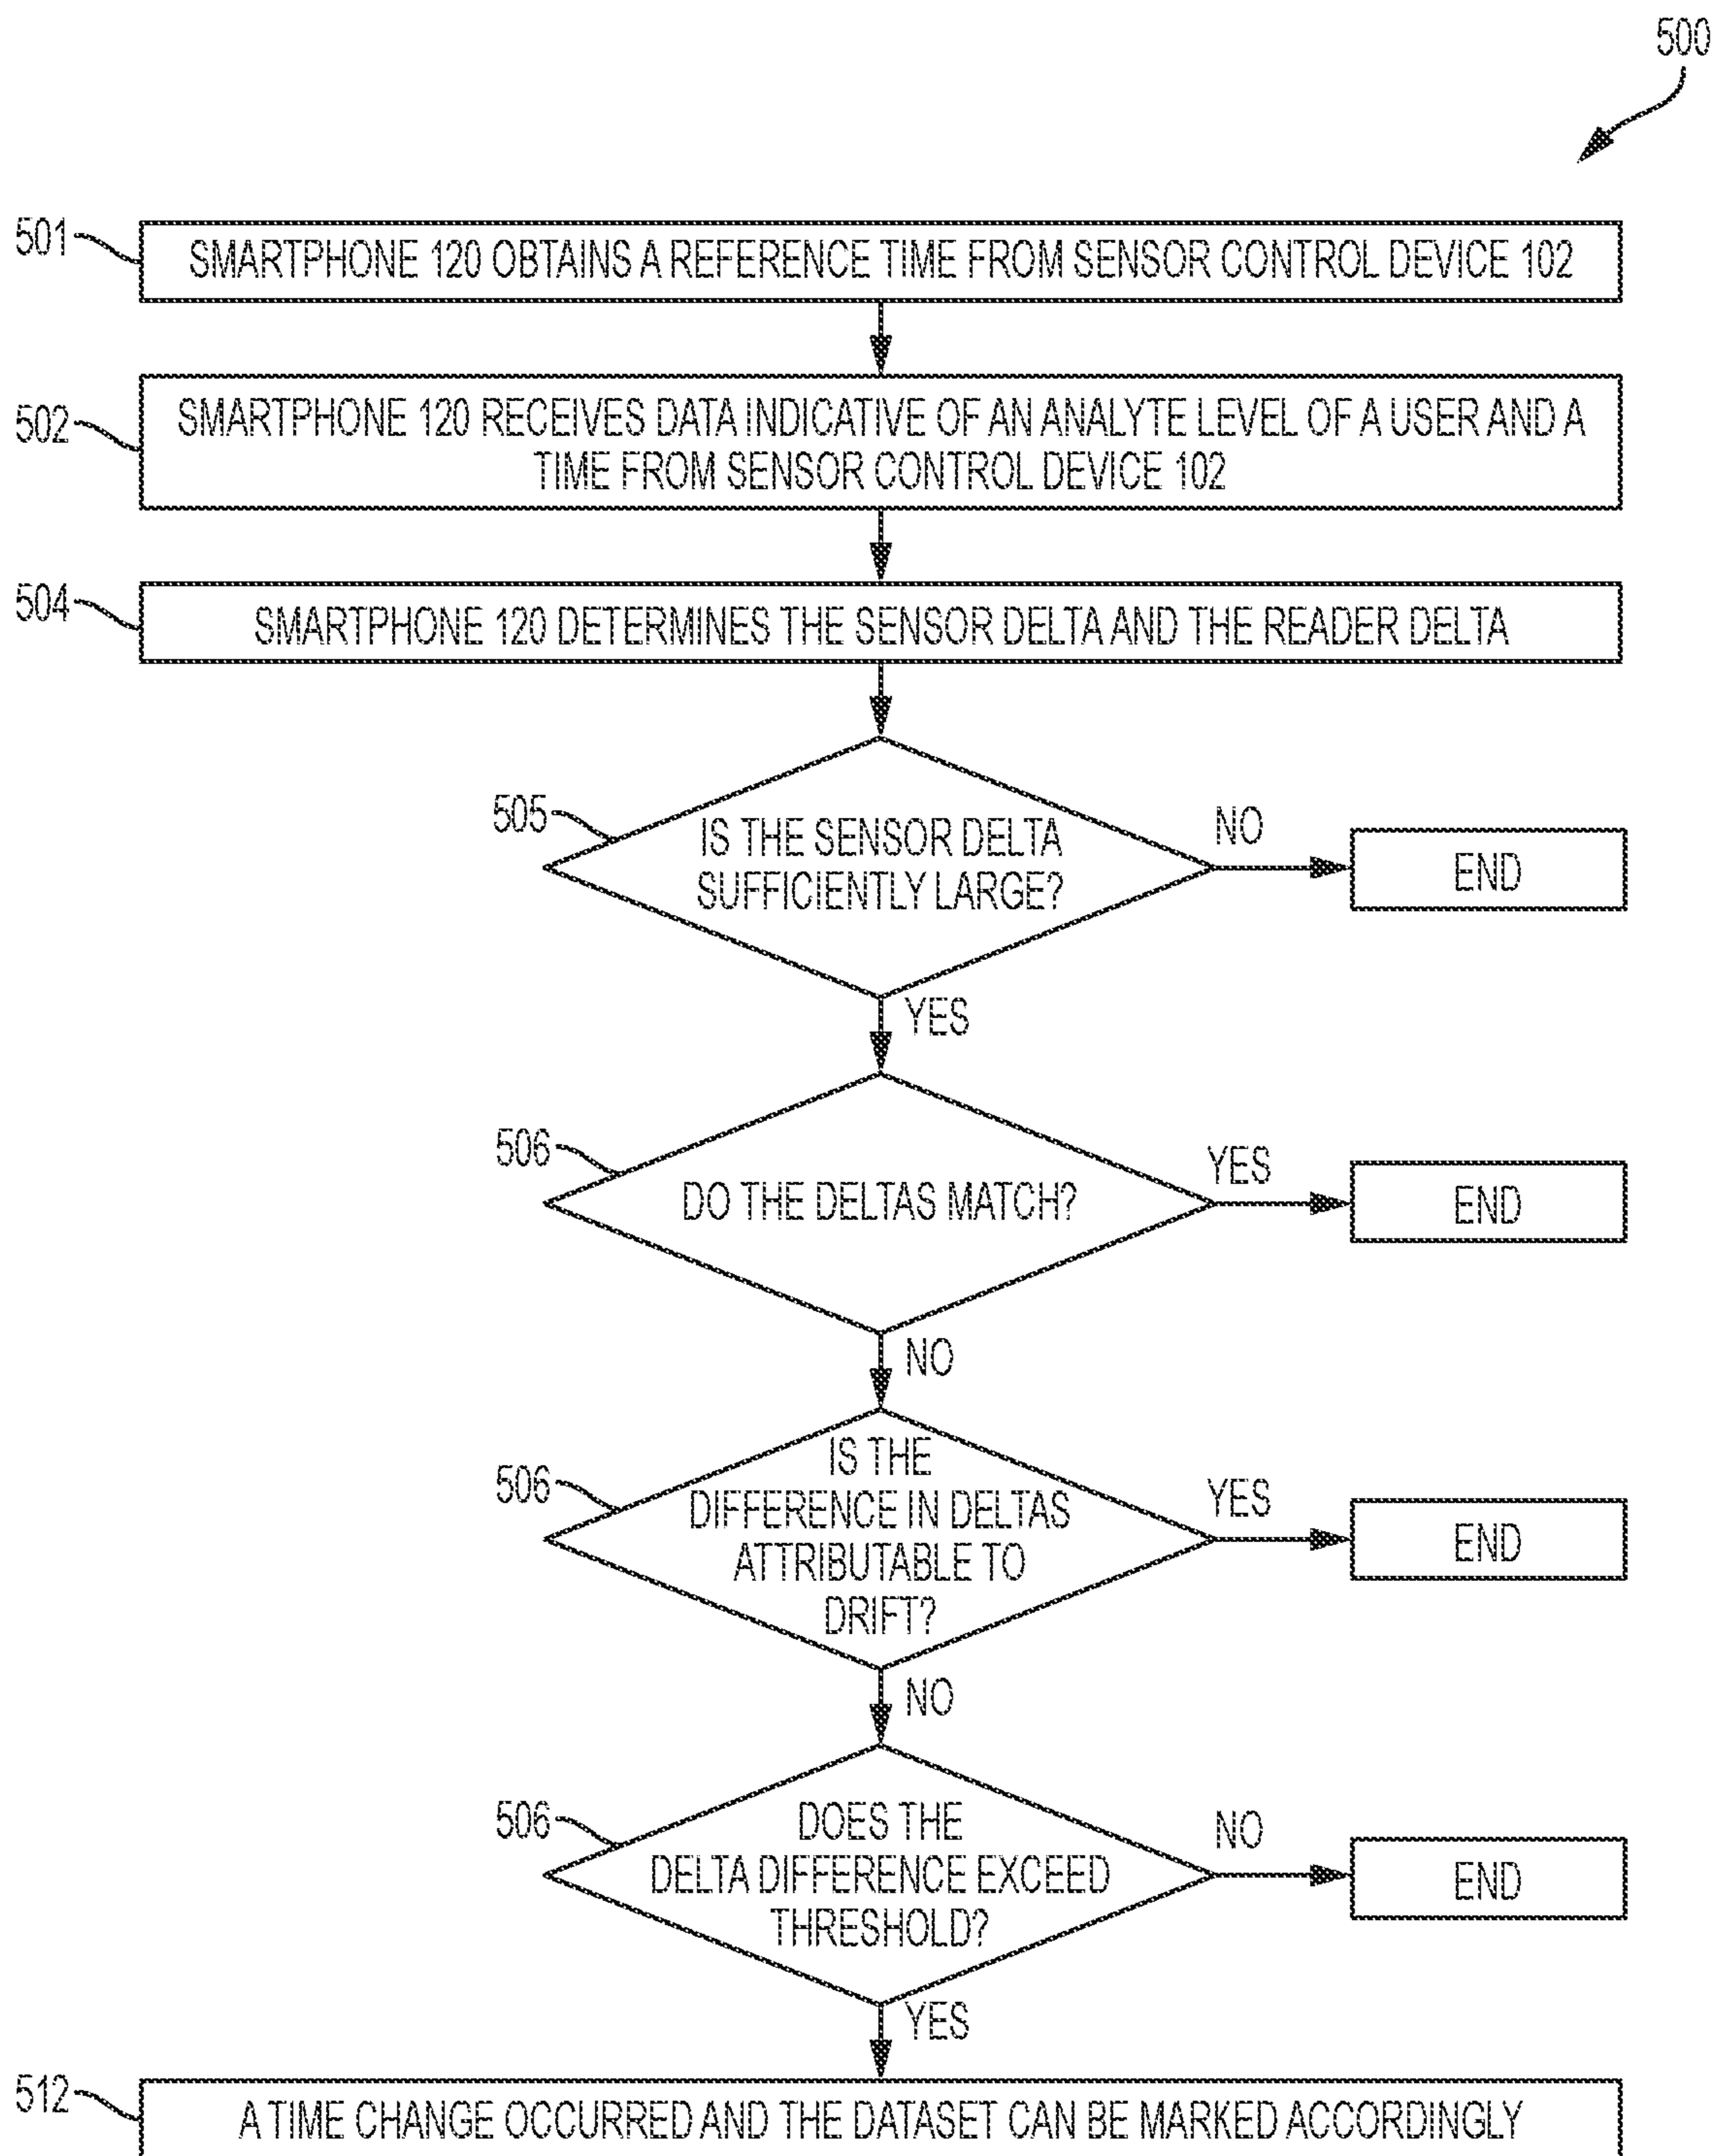 500
501
SMARTPHONE 120 OBTAINS A REFERENCE TIME FROM SENSOR CONTROL DEVICE 102
502
SMARTPHONE 120 RECEIVES DATA INDICATIVE OF AN ANALYTE LEVEL OF A USER AND A
TIME FROM SENSOR CONTROL DEVICE 102
504
SMARTPHONE 120 DETERMINES THE SENSOR DELTA AND THE READER DELTA
505
IS THE SENSOR DELTA
SUFFICIENTLY LARGE?
NO
END
YES
506
DO THE DELTAS MATCH?
YES
END
NO
506
IS THE
DIFFERENCE IN DELTAS
ATTRIBUTABLE TO
DRIFT?
YES
END
NO
506
DOES THE
DELTA DIFFERENCE EXCEED
THRESHOLD?
NO
END
YES
512
A TIME CHANGE OCCURRED AND THE DATASET CAN BE MARKED ACCORDINGLY